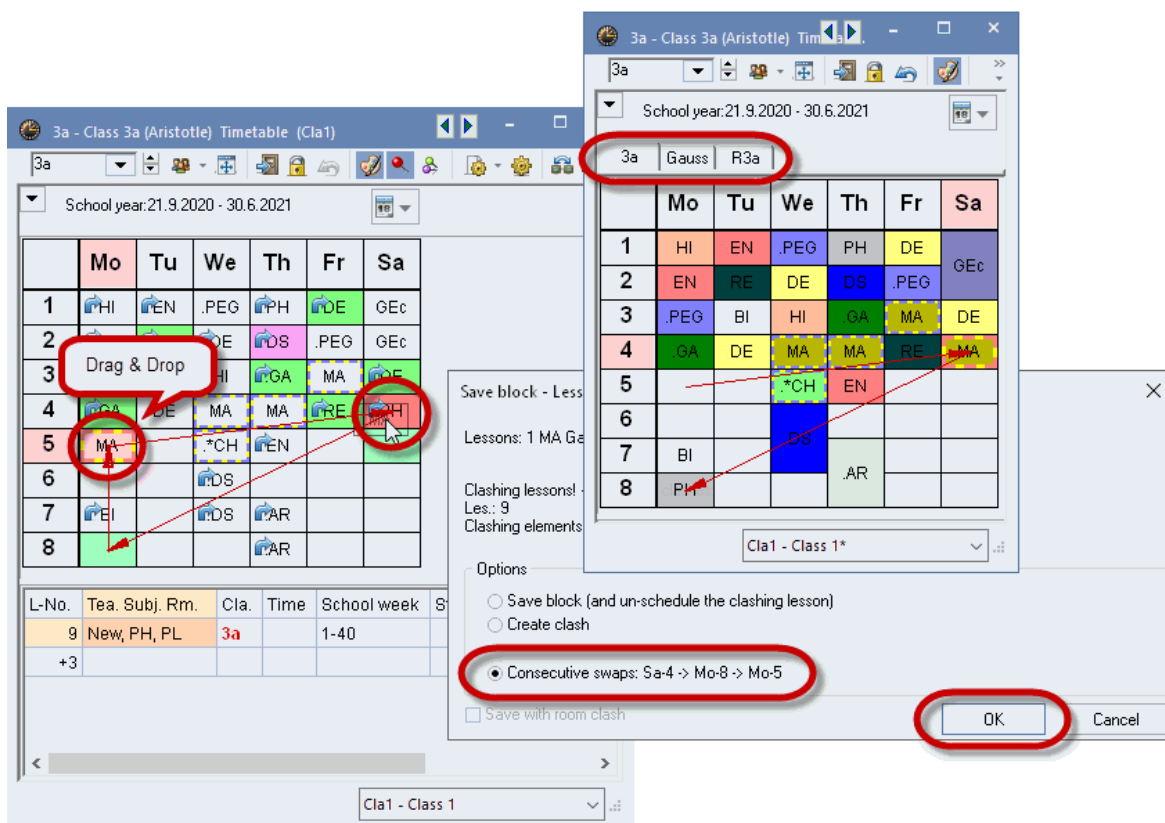 3a - Class 3a (Aristotle) Timetable (Cla1)
3a
School year:21.9.2020 - 30.6.2021
Mo Tu We Th Fr Sa
1 HI EN .PEG PH DE GEc
2 DE DS .PEG GEc
Drag & Drop
3 HI .GA MA DE
4 .GA DE MA MA RE PH
MA
5 MA .*CH EN
6 DS
7 BI DS .AR
8 .AR
L-No. Tea. Subj. Rm. Cla. Time School week
9 New, PH, PL 3a 1-40
+3
Cla1 - Class 1
3a - Class 3a (Aristotle)
3a
School year:21.9.2020 - 30.6.2021
3a Gauss R3a
Mo Tu We Th Fr Sa
1 HI EN .PEG PH DE GEc
2 EN RE DE DS .PEG
3 .PEG BI HI .GA MA DE
4 .GA DE MA MA RE MA
5 .*CH EN
6 DS
7 BI .AR
8 PH
Cla1 - Class 1*
Save block - Less
Lessons: 1 MA Ga
Clashing lessons! -
Les.: 9
Clashing elements
Options
Save block (and un-schedule the clashing lesson)
Create clash
Consecutive swaps: Sa-4 -> Mo-8 -> Mo-5
Save with room clash
OK Cancel